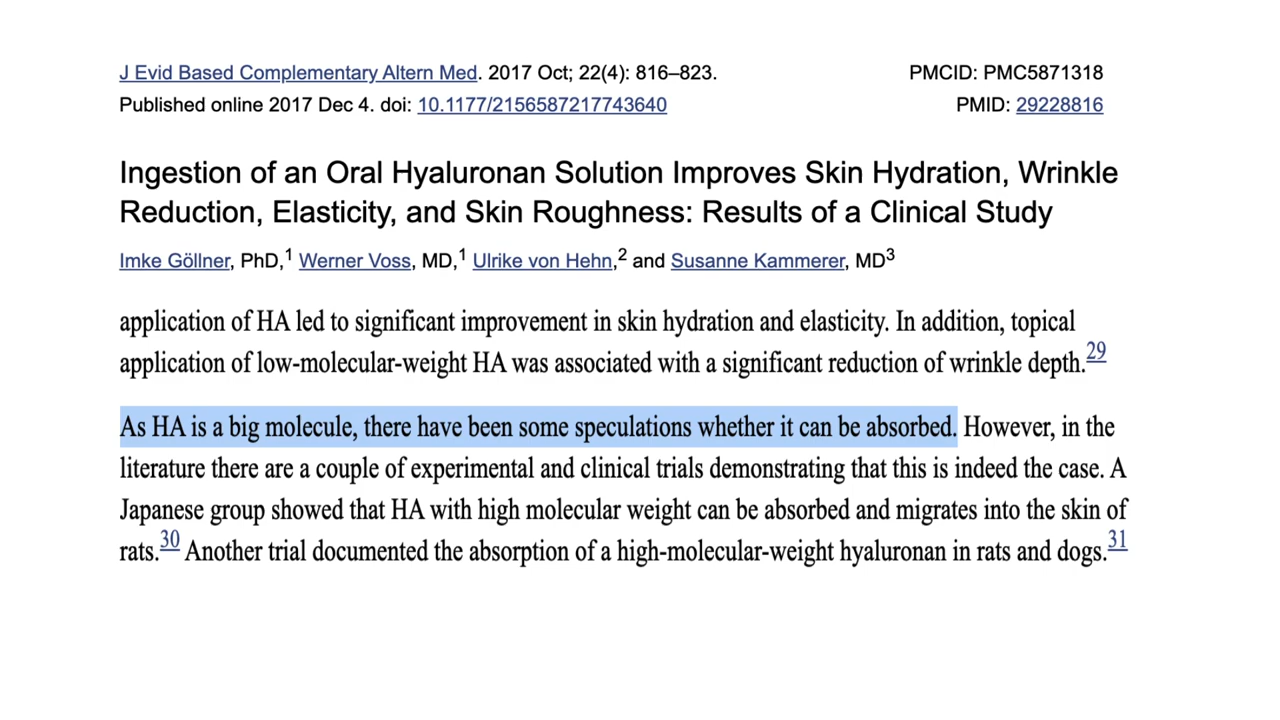 J Evid Based Complementary Altern Med. 2017 Oct; 22(4): 816–823. PMCID: PMC5871318
Published online 2017 Dec 4. doi: 10.1177/2156587217743640 PMID: 29228816
Ingestion of an Oral Hyaluronan Solution Improves Skin Hydration, Wrinkle
Reduction, Elasticity, and Skin Roughness: Results of a Clinical Study
Imke Göllner, PhD,1 Werner Voss, MD,1 Ulrike von Hehn,2 and Susanne Kammerer, MD3
application of HA led to significant improvement in skin hydration and elasticity. In addition, topical
application of low-molecular-weight HA was associated with a significant reduction of wrinkle depth.29
As HA is a big molecule, there have been some speculations whether it can be absorbed. However, in the
literature there are a couple of experimental and clinical trials demonstrating that this is indeed the case. A
Japanese group showed that HA with high molecular weight can be absorbed and migrates into the skin of
rats.30 Another trial documented the absorption of a high-molecular-weight hyaluronan in rats and dogs.31